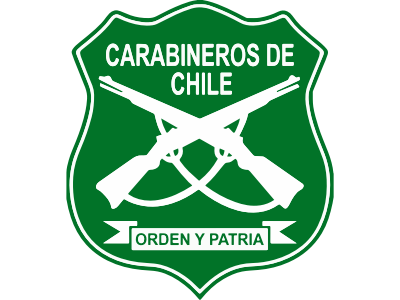 CARABINEROS DE
CHILE
ORDEN Y PATRIA